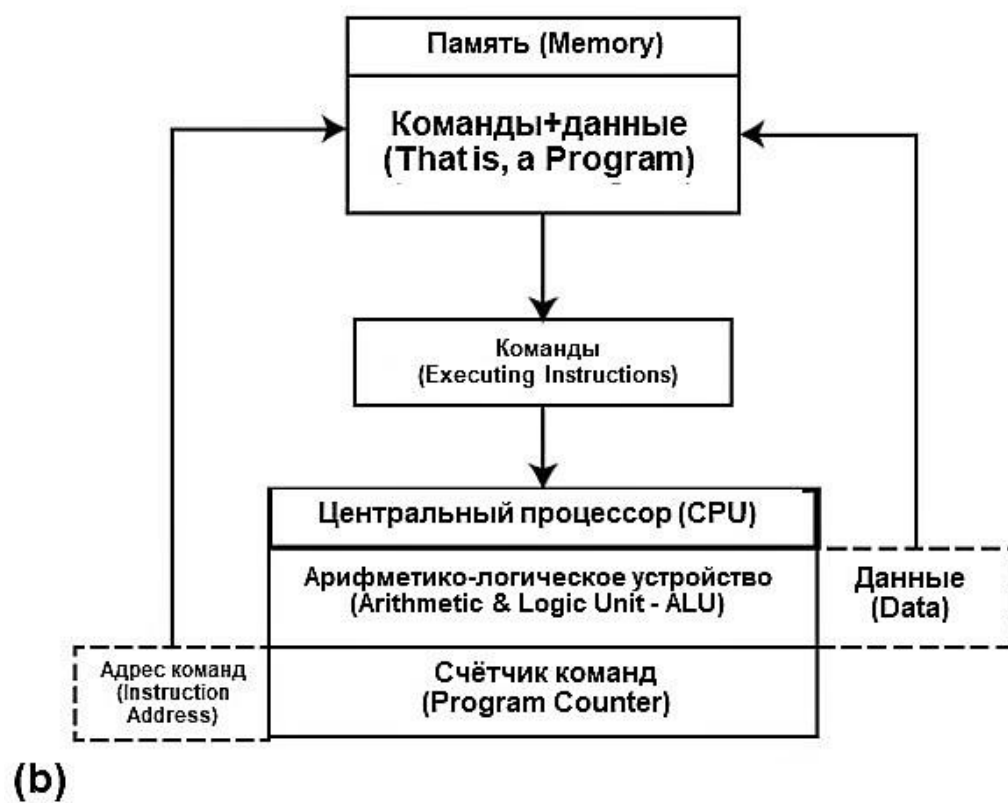 Память (Memory)
Команды+данные
(That is, a Program)
Команды
(Executing Instructions)
Центральный процессор (CPU)
Арифметико-логическое устройство
(Arithmetic & Logic Unit - ALU)
Данные
(Data)
Адрес команд
(Instruction
Address)
Счётчик команд
(Program Counter)
(b)